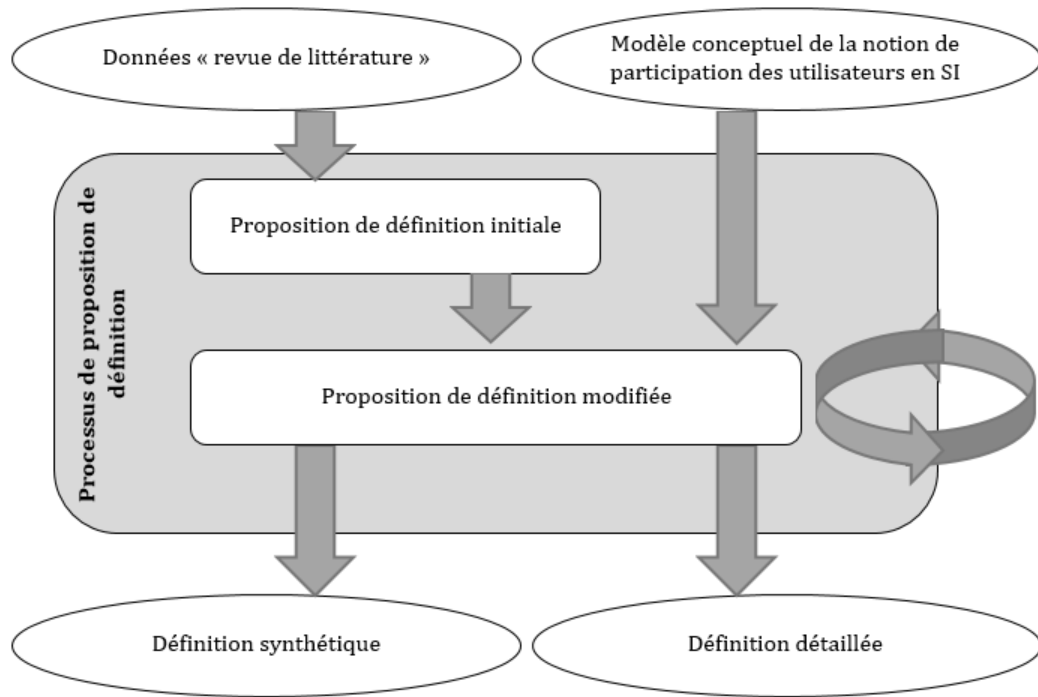 Données « revue de littérature »
Modèle conceptuel de la notion de
participation des utilisateurs en SI
Processus de proposition de
définition
Proposition de définition initiale
Proposition de définition modifiée
Définition synthétique
Définition détaillée